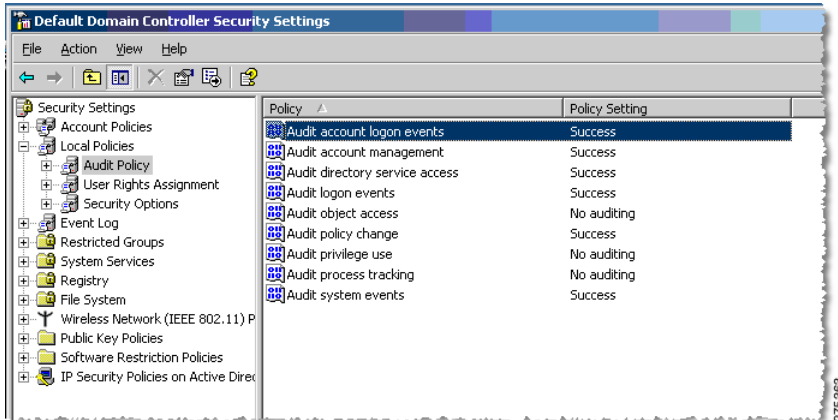 Default Domain Controller Security Settings
File Action View Help
Security Settings
Account Policies
Local Policies
Audit Policy
User Rights Assignment
Security Options
Event Log
Restricted Groups
System Services
Registry
File System
Wireless Network (IEEE 802.11) P
Public Key Policies
Software Restriction Policies
IP Security Policies on Active Direc
Policy Policy Setting
Audit account logon events Success
Audit account management Success
Audit directory service access Success
Audit logon events Success
Audit object access No auditing
Audit policy change Success
Audit privilege use No auditing
Audit process tracking No auditing
Audit system events Success